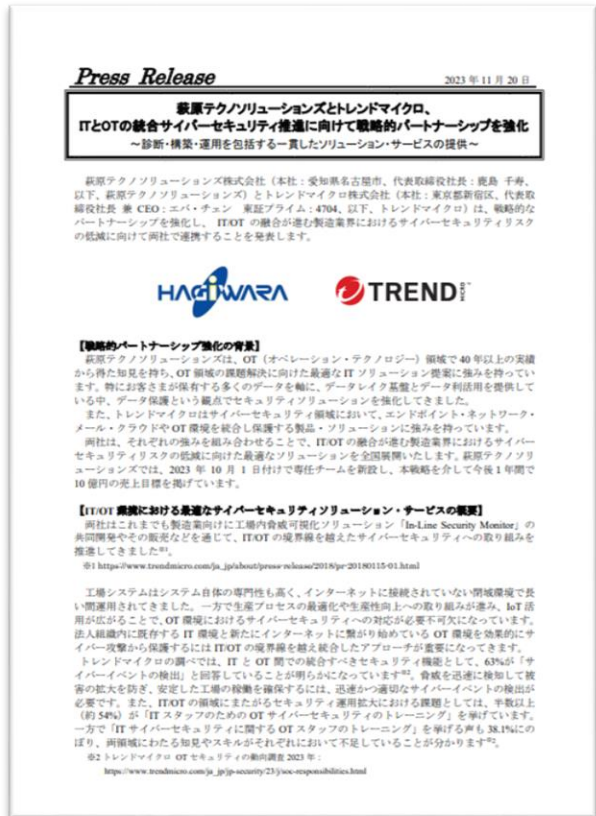 Press Release
2023 年 11 月 20 日
萩原テクノソリューションズとトレンドマイクロ、
ITとOTの統合サイバーセキュリティ推進に向けて戦略的パートナーシップを強化
～診断・構築・運用を包括する一貫したソリューション・サービスの提供～
萩原テクノソリューションズ株式会社（本社：愛知県名古屋市、代表取締役社長：鹿島 千寿、
以下、萩原テクノソリューションズ）とトレンドマイクロ株式会社（本社：東京都新宿区、代表取
締役社長 兼 CEO：エバ・チェン 東証プライム：4704、以下、トレンドマイクロ）は、戦略的な
パートナーシップを強化し、IT/OT の融合が進む製造業界におけるサイバーセキュリティリスク
の低減に向けて両社で連携することを発表します。
HAGIWARA
TREND MICRO
【戦略的パートナーシップ強化の背景】
萩原テクノソリューションズは、OT（オペレーション・テクノロジー）領域で 40 年以上の実績
から得た知見を持ち、OT 領域の課題解決に向けた最適な IT ソリューション提案に強みを持ってい
ます。特にお客さまが保有する多くのデータを軸に、データレイク基盤とデータ利活用を提供して
いる中、データ保護という観点でセキュリティソリューションを強化してきました。
また、トレンドマイクロはサイバーセキュリティ領域において、エンドポイント・ネットワーク・
メール・クラウドや OT 環境を統合し保護する製品・ソリューションに強みを持っています。
両社は、それぞれの強みを組み合わせることで、IT/OT の融合が進む製造業界におけるサイバー
セキュリティリスクの低減に向けた最適なソリューションを全国展開いたします。萩原テクノソリュ
ーションズでは、2023 年 10 月 1 日付けで専任チームを新設し、本戦略を介して今後 1 年間で
10 億円の売上目標を掲げています。
【IT/OT 環境における最適なサイバーセキュリティソリューション・サービスの概要】
両社はこれまでも製造業向けに工場内脅威可視化ソリューション「In-Line Security Monitor」の
共同開発やその販売などを通じて、IT/OT の境界線を越えたサイバーセキュリティへの取り組みを
推進してきました※1。
※1 https://www.trendmicro.com/ja_jp/about/press-release/2018/pr-20180115-01.html
工場システムはシステム自体の専門性も高く、インターネットに接続されていない閉域環境で長
い間運用されてきました。一方で生産プロセスの最適化や生産性向上への取り組みが進み、IoT 活
用が広がることで、OT 環境におけるサイバーセキュリティへの対応が必要不可欠になっています。
法人組織内に既存する IT 環境と新たにインターネットに繋がり始めている OT 環境を効果的にサ
イバー攻撃から保護するには IT/OT の境界線を越え統合したアプローチが重要になってきます。
トレンドマイクロの調べでは、IT と OT 間での統合すべきセキュリティ機能として、63%が「サ
イバーイベントの検出」と回答していることが明らかになっています※2。脅威を迅速に検知して被
害の拡大を防ぎ、安定した工場の稼働を確保するには、迅速かつ適切なサイバーイベントの検出が
必要です。また、IT/OT の領域にまたがるセキュリティ運用拡大における課題としては、半数以上
（約 54%）が「IT スタッフのための OT サイバーセキュリティのトレーニング」を挙げています。
一方で「IT サイバーセキュリティに関する OT スタッフのトレーニング」を挙げる声も 38.1%にの
ぼり、両領域にわたる知見やスキルがそれぞれにおいて不足していることが分かります※2。
※2 トレンドマイクロ OT セキュリティの動向調査 2023 年：
https://www.trendmicro.com/ja_jp/jp-security/23/j/soc-responsibilities.html